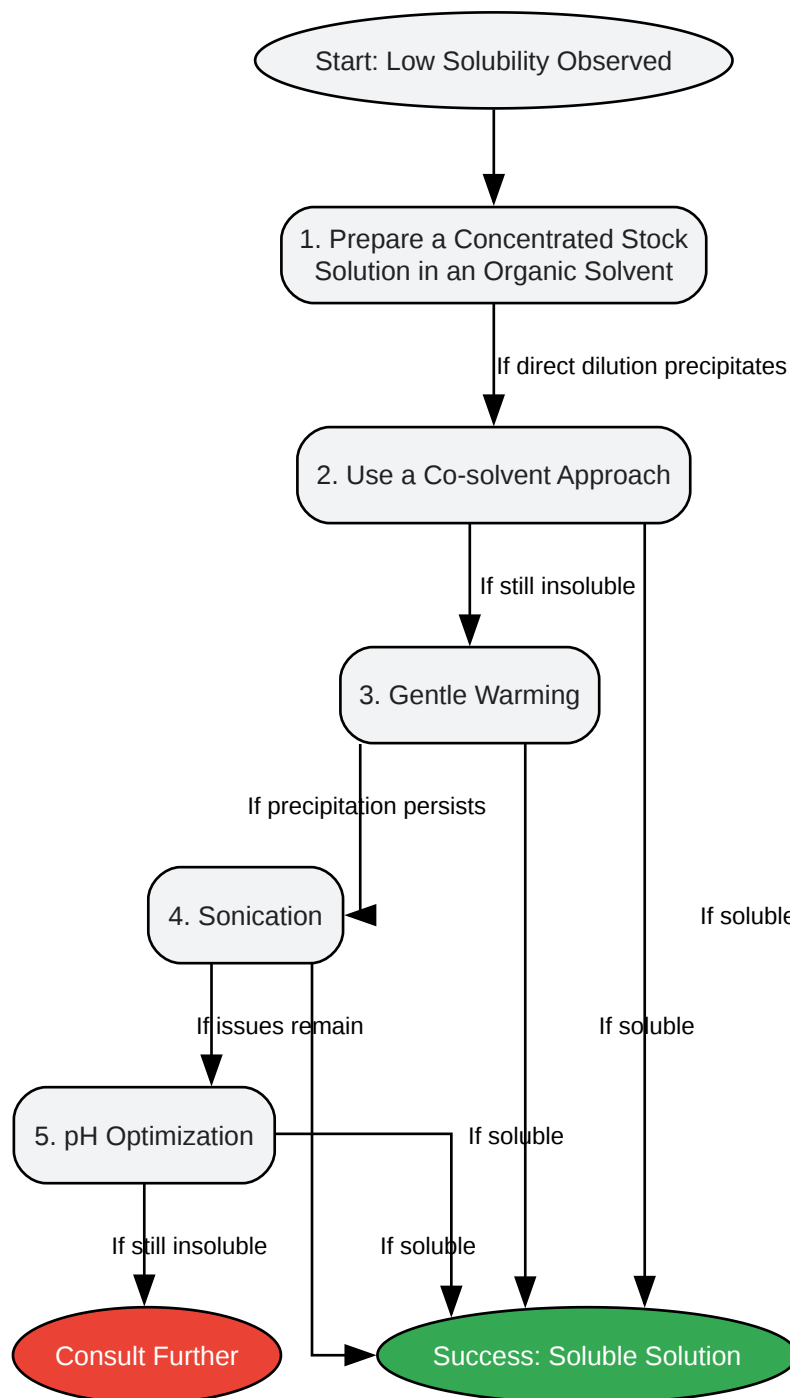 Start: Low Solubility Observed
1. Prepare a Concentrated Stock
Solution in an Organic Solvent
If direct dilution precipitates
2. Use a Co-solvent Approach
If still insoluble
3. Gentle Warming
If precipitation persists
4. Sonication
If soluble
If issues remain
If soluble
5. pH Optimization
If soluble
If still insoluble
If soluble
Consult Further
Success: Soluble Solution